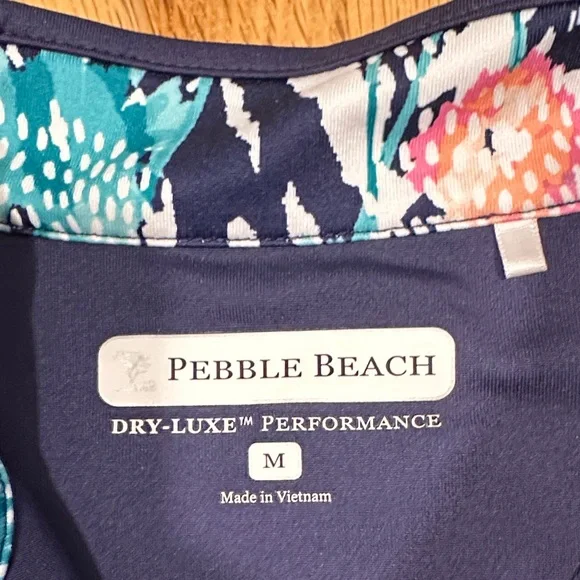 PEBBLE BEACH
DRY-LUXE™ PERFORMANCE
M
Made in Vietnam